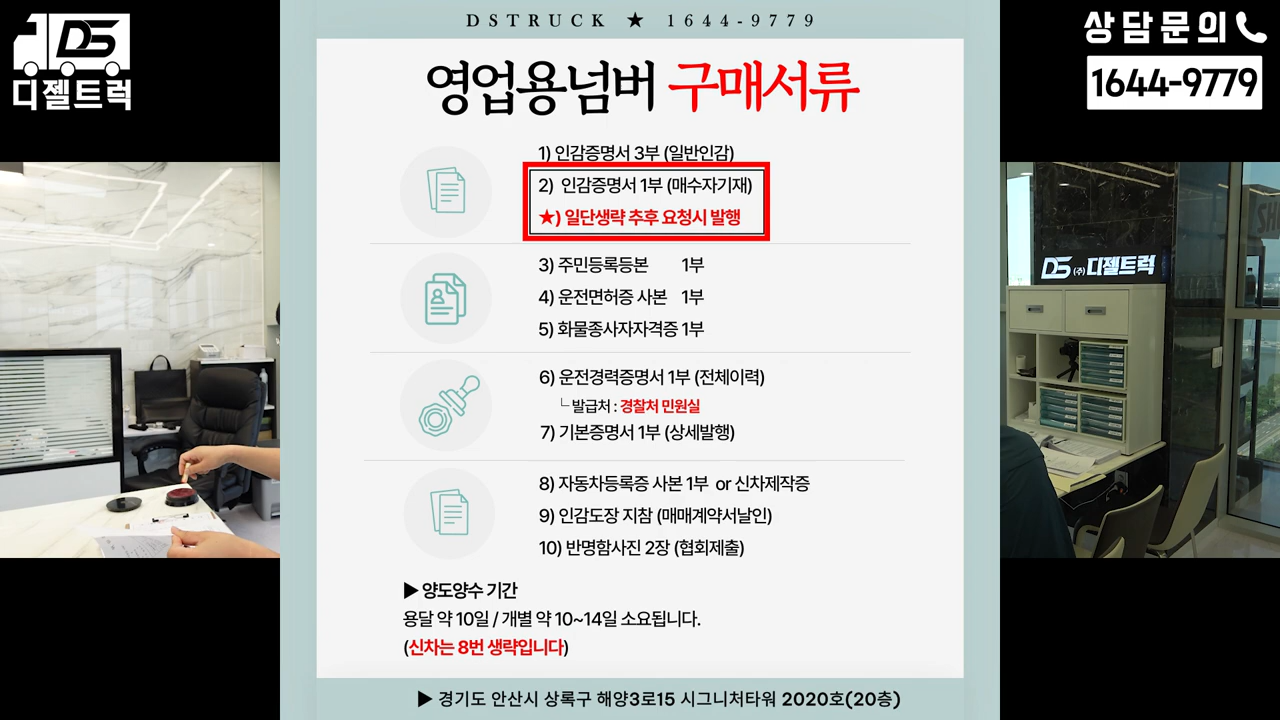 DSTRUCK ★ 1644-9779
DS
디젤트럭
상담문의
1644-9779
영업용넘버 구매서류
1) 인감증명서 3부 (일반인감)
2) 인감증명서 1부 (매수자기재)
★) 일단생략 추후 요청시 발행
3) 주민등록등본 1부
4) 운전면허증 사본 1부
5) 화물종사자자격증 1부
6) 운전경력증명서 1부 (전체이력)
└ 발급처 : 경찰처 민원실
7) 기본증명서 1부 (상세발행)
8) 자동차등록증 사본 1부 or 신차제작증
9) 인감도장 지참 (매매계약서날인)
10) 반명함사진 2장 (협회제출)
▶ 양도양수 기간
용달 약 10일 / 개별 약 10~14일 소요됩니다.
(신차는 8번 생략입니다)
▶ 경기도 안산시 상록구 해양3로15 시그니처타워 2020호(20층)
DS (주)디젤트럭